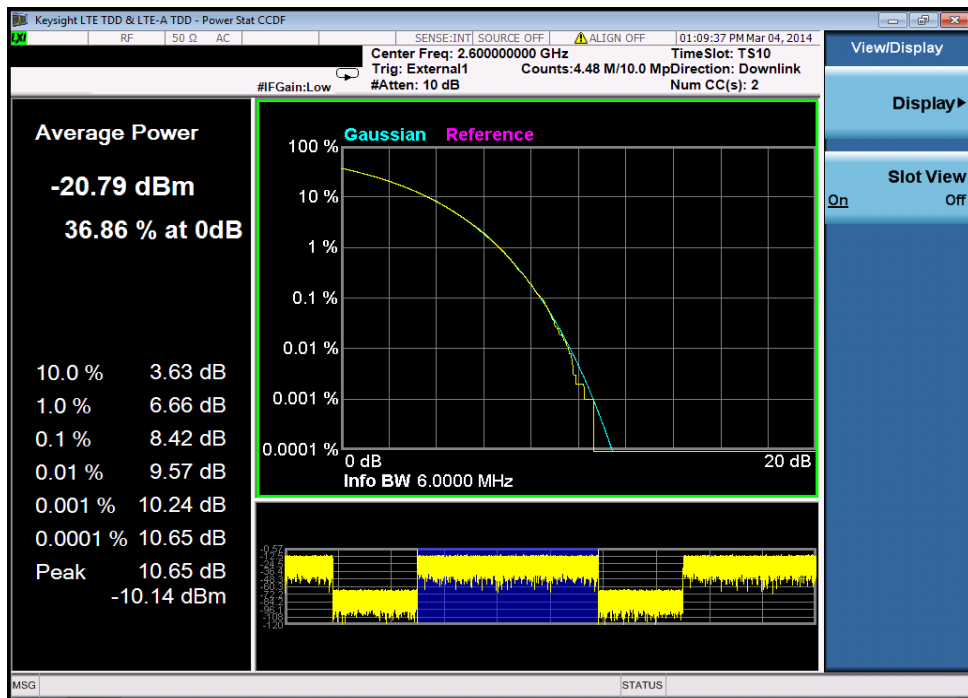 Keysight LTE TDD & LTE-A TDD - Power Stat CCDF
LXI RF 50 Ω AC SENSE:INT SOURCE OFF ALIGN OFF 01:09:37 PM Mar 04, 2014
Center Freq: 2.600000000 GHz TimeSlot: TS10
Trig: External1 Counts:4.48 M/10.0 MpDirection: Downlink
#IFGain:Low #Atten: 10 dB Num CC(s): 2
View/Display
Display
Slot View
On Off
Average Power
-20.79 dBm
36.86 % at 0dB
10.0 % 3.63 dB
1.0 % 6.66 dB
0.1 % 8.42 dB
0.01 % 9.57 dB
0.001 % 10.24 dB
0.0001 % 10.65 dB
Peak 10.65 dB
-10.14 dBm
Gaussian Reference
100 %
10 %
1 %
0.1 %
0.01 %
0.001 %
0.0001 %
0 dB 20 dB
Info BW 6.0000 MHz
-0.57
-120
MSG STATUS